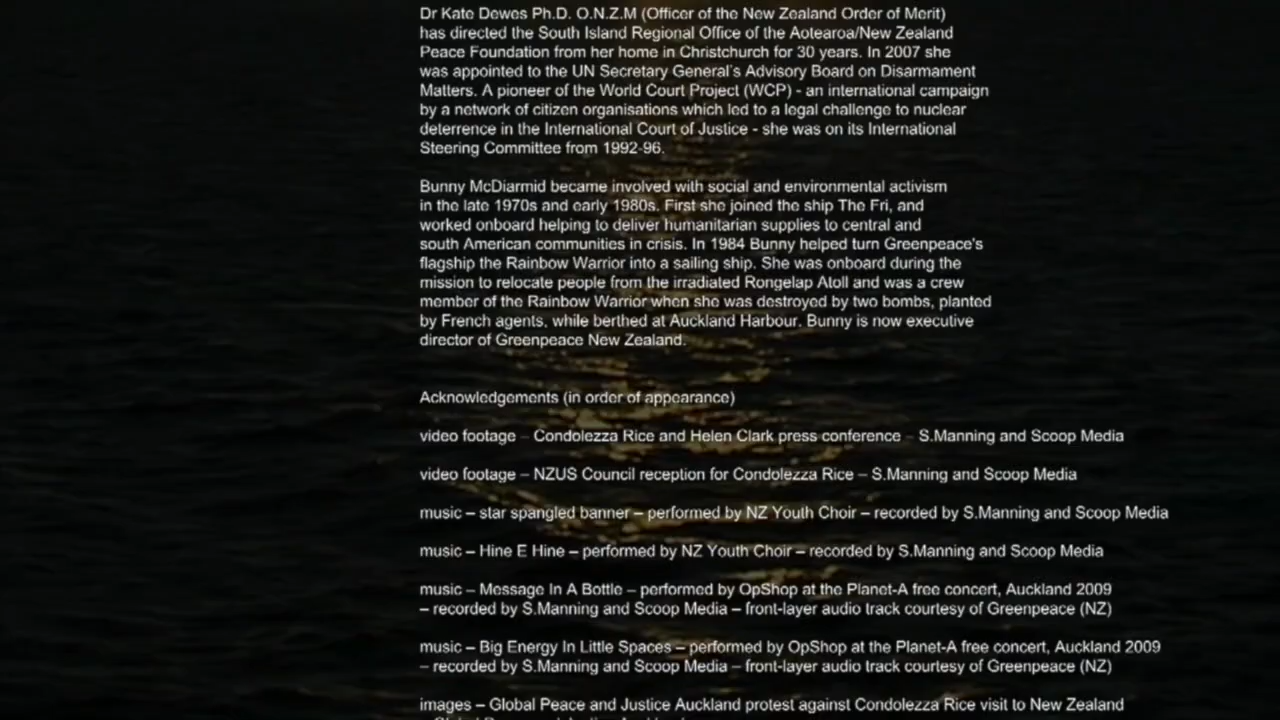 Dr Kate Dewes Ph.D. O.N.Z.M (Officer of the New Zealand Order of Merit)
has directed the South Island Regional Office of the Aotearoa/New Zealand
Peace Foundation from her home in Christchurch for 30 years. In 2007 she
was appointed to the UN Secretary General's Advisory Board on Disarmament
Matters. A pioneer of the World Court Project (WCP) - an international campaign
by a network of citizen organisations which led to a legal challenge to nuclear
deterrence in the International Court of Justice - she was on its International
Steering Committee from 1992-96.
Bunny McDiarmid became involved with social and environmental activism
in the late 1970s and early 1980s. First she joined the ship The Fri, and
worked onboard helping to deliver humanitarian supplies to central and
south American communities in crisis. In 1984 Bunny helped turn Greenpeace's
flagship the Rainbow Warrior into a sailing ship. She was onboard during the
mission to relocate people from the irradiated Rongelap Atoll and was a crew
member of the Rainbow Warrior when she was destroyed by two bombs, planted
by French agents, while berthed at Auckland Harbour. Bunny is now executive
director of Greenpeace New Zealand.
Acknowledgements (in order of appearance)
video footage – Condolezza Rice and Helen Clark press conference – S.Manning and Scoop Media
video footage – NZUS Council reception for Condolezza Rice – S.Manning and Scoop Media
music – star spangled banner – performed by NZ Youth Choir – recorded by S.Manning and Scoop Media
music – Hine E Hine – performed by NZ Youth Choir – recorded by S.Manning and Scoop Media
music – Message In A Bottle – performed by OpShop at the Planet-A free concert, Auckland 2009
– recorded by S.Manning and Scoop Media – front-layer audio track courtesy of Greenpeace (NZ)
music – Big Energy In Little Spaces – performed by OpShop at the Planet-A free concert, Auckland 2009
– recorded by S.Manning and Scoop Media – front-layer audio track courtesy of Greenpeace (NZ)
images – Global Peace and Justice Auckland protest against Condolezza Rice visit to New Zealand